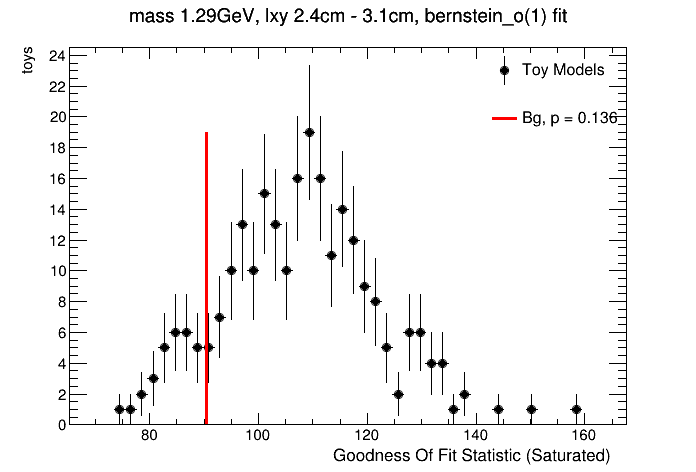 mass 1.29GeV, lxy 2.4cm - 3.1cm, bernstein_o(1) fit
toys
24
22
20
18
16
14
12
10
8
6
4
2
0
Toy Models
Bg, p = 0.136
80 100 120 140 160
Goodness Of Fit Statistic (Saturated)